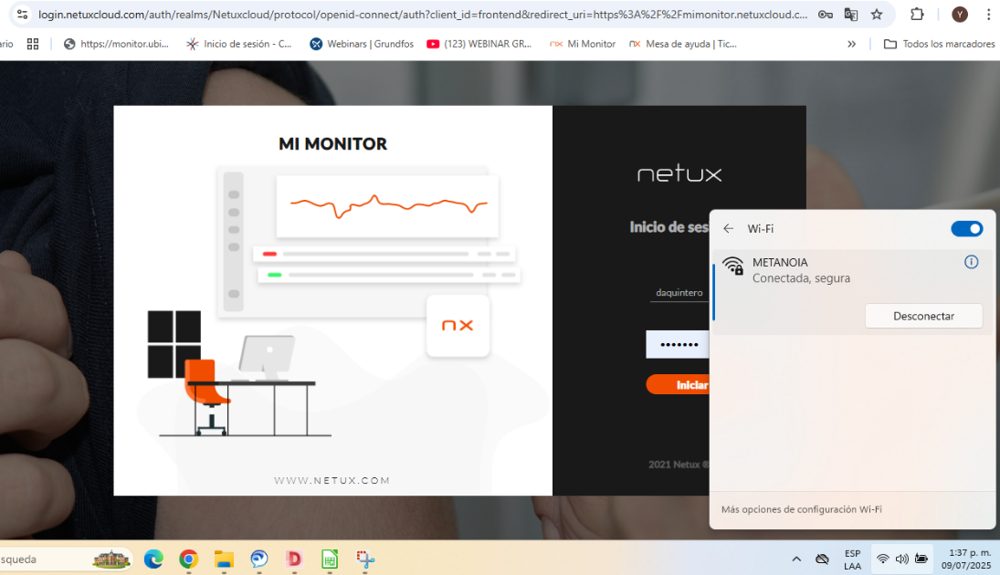 login.netuxcloud.com/auth/realms/Netuxcloud/protocol/openid-connect/auth?client_id=frontend&redirect_uri=https%3A%2F%2Fmimonitor.netuxcloud.c...
Y
ario
https://monitor.ubi...
Inicio de sesión - C...
Webinars | Grundfos
(123) WEBINAR GR...
Mi Monitor
Mesa de ayuda | Tic...
»
Todos los marcadores
MI MONITOR
nx
WWW.NETUX.COM
netux
Inicio de ses
daquintero
•••••••
Iniciar
2021 Netux ®
Wi-Fi
METANOIA
Conectada, segura
Desconectar
Más opciones de configuración Wi-Fi
squeda
ESP
LAA
1:37 p. m.
09/07/2025